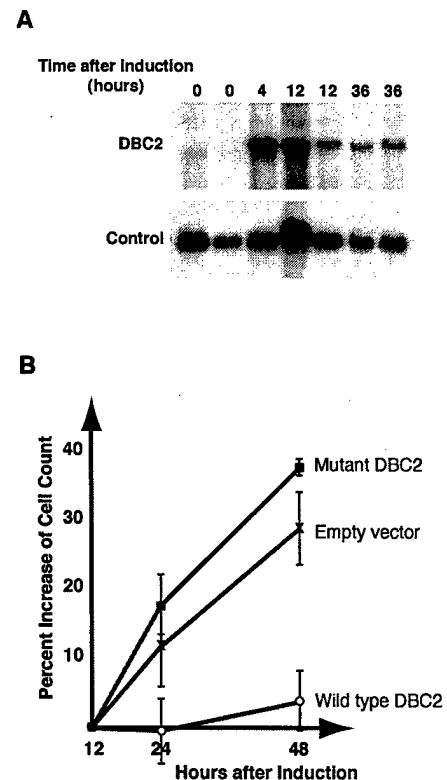 A
Time after induction
(hours)
0 0 4 12 12 36 36
DBC2
Control
B
Percent Increase of Cell Count
40
30
20
10
Mutant DBC2
Empty vector
Wild type DBC2
12 24 48
Hours after Induction